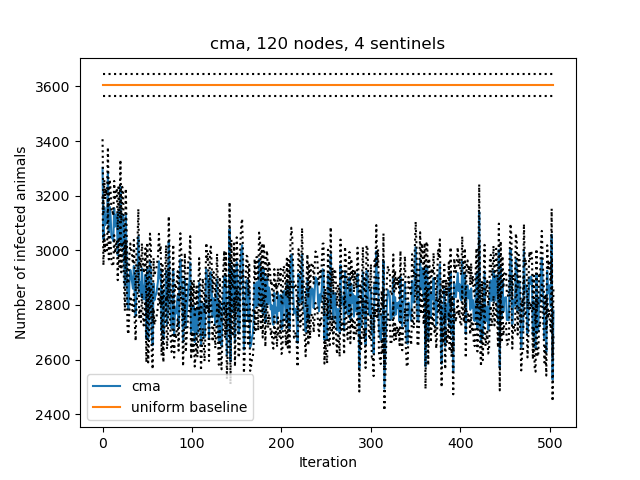 cma, 120 nodes, 4 sentinels
Number of infected animals
3600
3400
3200
3000
2800
2600
2400
cma
uniform baseline
0 100 200 300 400 500
Iteration